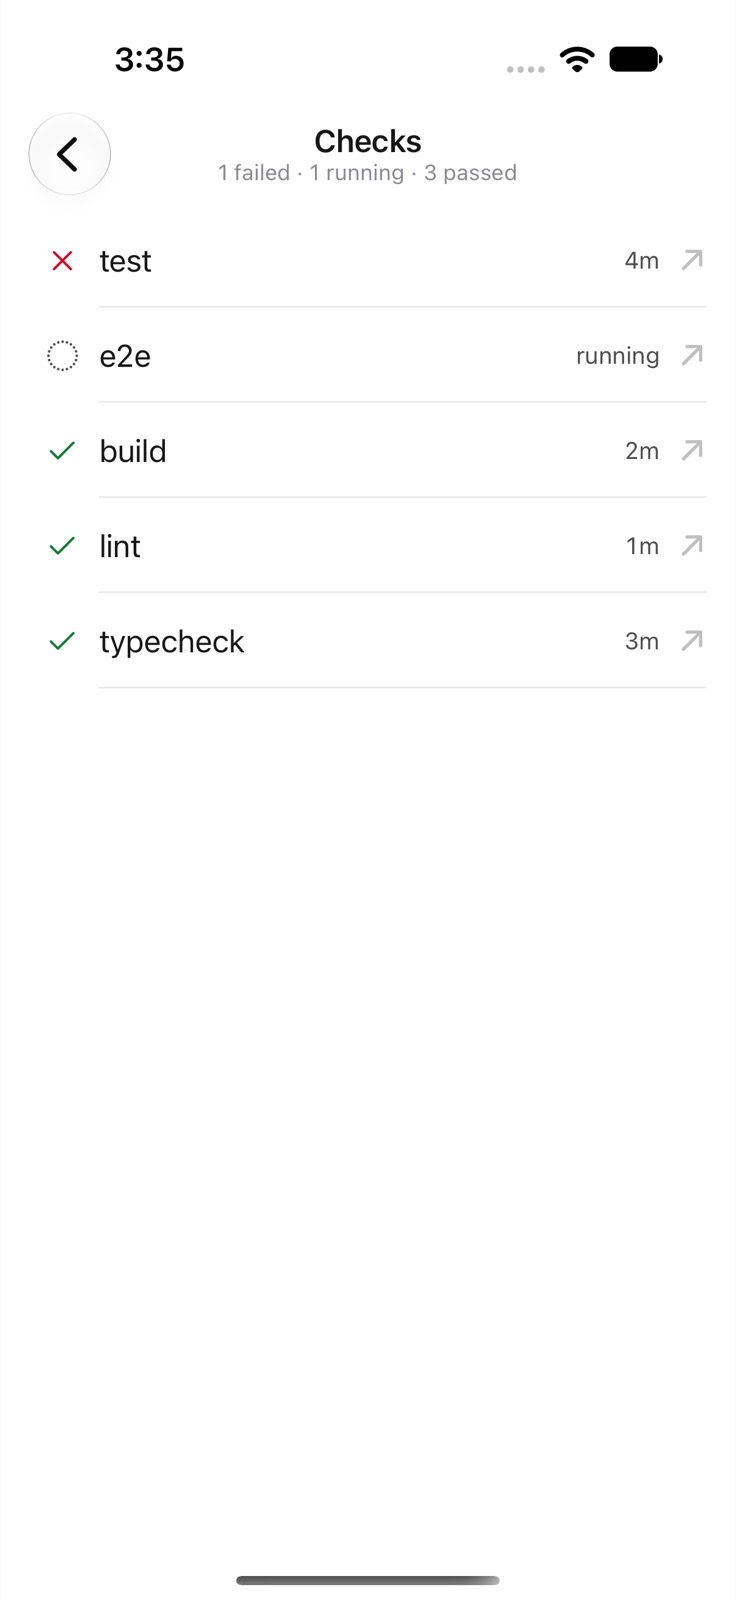 3:35
Checks
1 failed · 1 running · 3 passed
test 4m
e2e running
build 2m
lint 1m
typecheck 3m